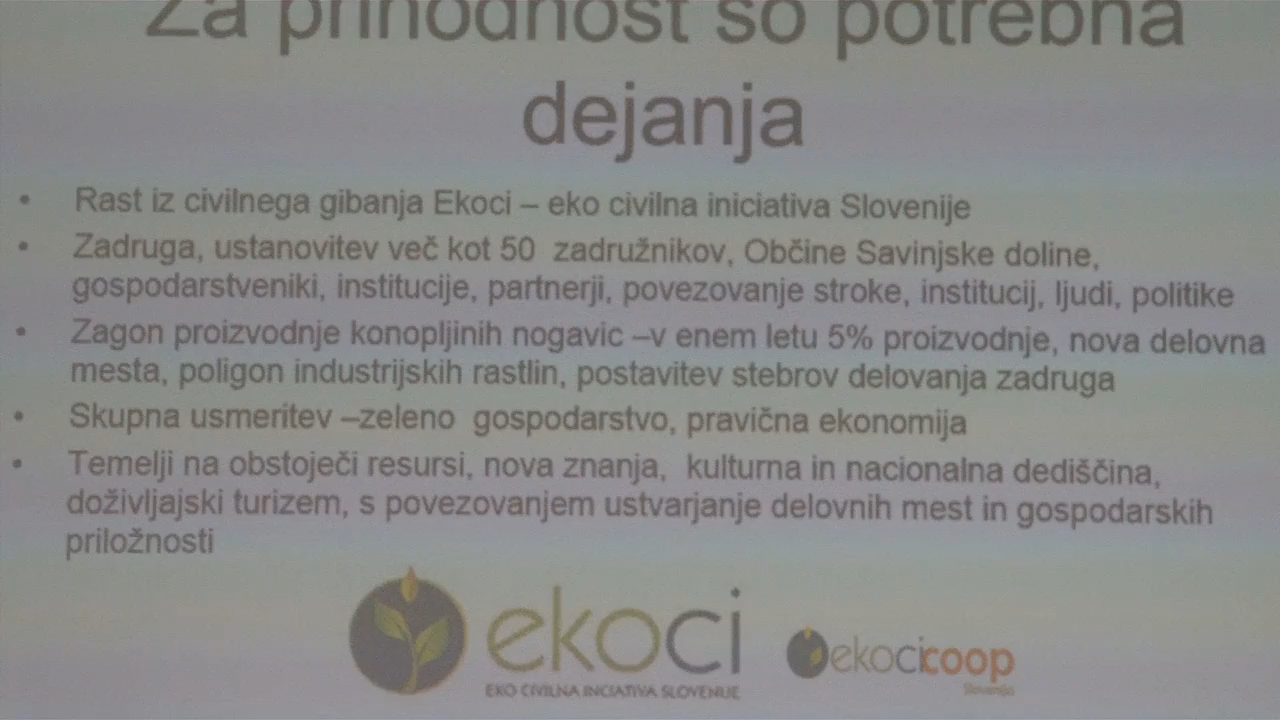 Za prihodnost so potrebna
dejanja
• Rast iz civilnega gibanja Ekoci – eko civilna iniciativa Slovenije
• Zadruga, ustanovitev več kot 50 zadružnikov, Občine Savinjske doline,
gospodarstveniki, institucije, partnerji, povezovanje stroke, institucij, ljudi, politike
• Zagon proizvodnje konopljinih nogavic –v enem letu 5% proizvodnje, nova delovna
mesta, poligon industrijskih rastlin, postavitev stebrov delovanja zadruga
• Skupna usmeritev –zeleno gospodarstvo, pravična ekonomija
• Temelji na obstoječi resursi, nova znanja, kulturna in nacionalna dediščina,
doživljajski turizem, s povezovanjem ustvarjanje delovnih mest in gospodarskih
priložnosti
ekoci
EKO CIVILNA INCIATIVA SLOVENIJE
ekocicoop
Slovenija